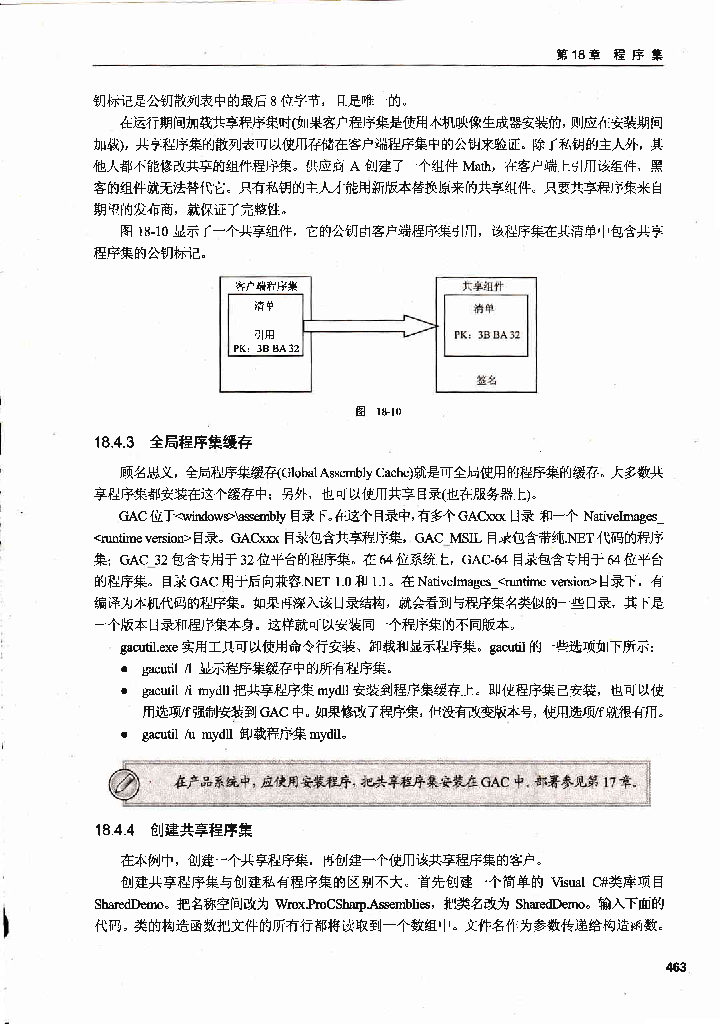 第 18 章 程 序 集
钥标记是公钥散列表中的最后 8 位字节，且是唯一的。
在运行期间加载共享程序集时(如果客户程序集是使用本机映像生成器安装的，则应在安装期间
加载)，共享程序集的散列表可以使用存储在客户端程序集中的公钥来验证。除了私钥的主人外，其
他人都不能修改共享的组件程序集。供应商 A 创建了一个组件 Math，在客户端上引用该组件，黑
客的组件就无法替代它。只有私钥的主人才能用新版本替换原来的共享组件。只要共享程序集来自
期望的发布商，就保证了完整性。
图 18-10 显示了一个共享组件，它的公钥由客户端程序集引用，该程序集在其清单中包含共享
程序集的公钥标记。
客户端程序集
清单
引用
PK：3B BA 32
共享组件
清单
PK：3B BA 32
签名
图 18-10
18.4.3 全局程序集缓存
顾名思义，全局程序集缓存(Global Assembly Cache)就是可全局使用的程序集的缓存。大多数共
享程序集都安装在这个缓存中；另外，也可以使用共享目录(也在服务器上)。
GAC 位于<windows>\assembly 目录下。在这个目录中，有多个 GACxxx 目录 和一个 NativeImages_
<runtime version>目录。GACxxx 目录包含共享程序集。GAC_MSIL 目录包含带纯.NET 代码的程序
集；GAC_32 包含专用于 32 位平台的程序集。在 64 位系统上，GAC-64 目录包含专用于 64 位平台
的程序集。目录 GAC 用于后向兼容.NET 1.0 和 1.1。在 NativeImages_<runtime version>目录下，有
编译为本机代码的程序集。如果再深入该目录结构，就会看到与程序集名类似的一些目录，其下是
一个版本目录和程序集本身。这样就可以安装同一个程序集的不同版本。
gacutil.exe 实用工具可以使用命令行安装、卸载和显示程序集。gacutil 的一些选项如下所示：
● gacutil /l 显示程序集缓存中的所有程序集。
● gacutil /i mydll 把共享程序集 mydll 安装到程序集缓存上。即使程序集已安装，也可以使
用选项/f 强制安装到 GAC 中。如果修改了程序集，但没有改变版本号，使用选项/f 就很有用。
● gacutil /u mydll 卸载程序集 mydll。
在产品系统中，应使用安装程序，把共享程序集安装在 GAC 中。部署参见第 17 章。
18.4.4 创建共享程序集
在本例中，创建一个共享程序集，再创建一个使用该共享程序集的客户。
创建共享程序集与创建私有程序集的区别不大。首先创建一个简单的 Visual C#类库项目
SharedDemo。把名称空间改为 Wrox.ProCSharp.Assemblies，把类名改为 SharedDemo。输入下面的
代码。类的构造函数把文件的所有行都将读取到一个数组中。文件名作为参数传递给构造函数。
463